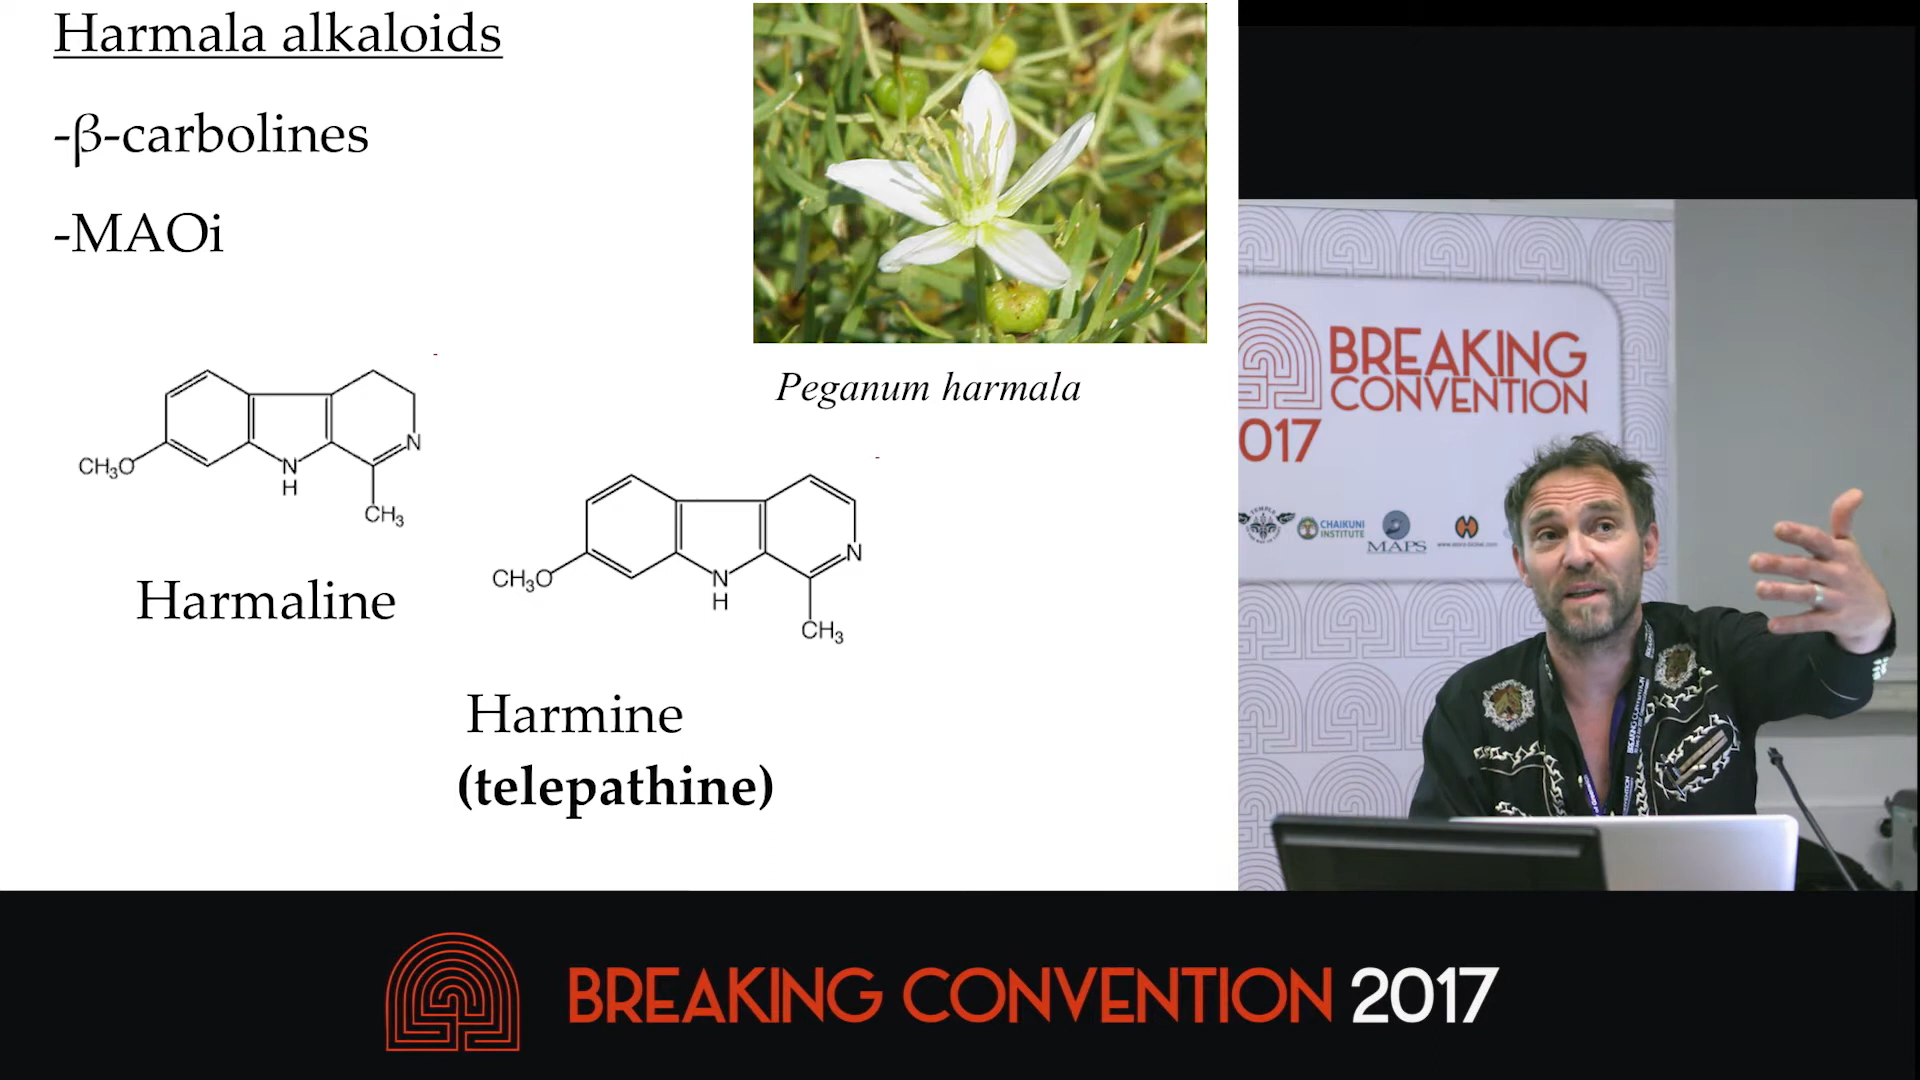 Harmala alkaloids
-β-carbolines
-MAOi
Peganum harmala
CH₃O
N
H
N
CH₃
Harmaline
CH₃O
N
H
N
CH₃
Harmine
(telepathine)
BREAKING
CONVENTION
017
TEMPLE
CHAIKUNI
INSTITUTE
MAPS
BREAKING CONVENTION 2017